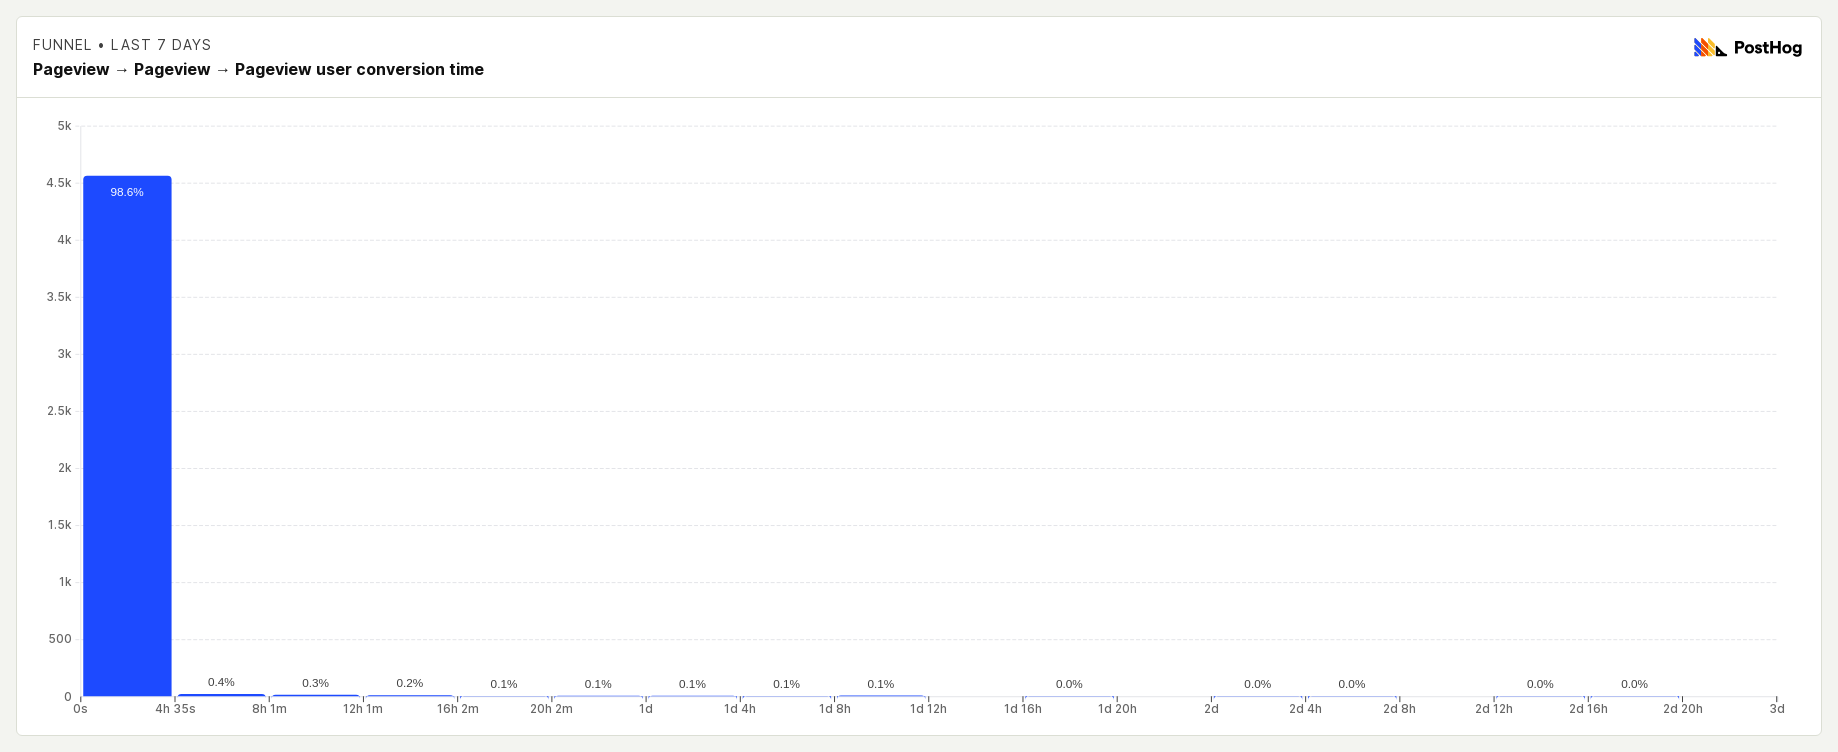 FUNNEL • LAST 7 DAYS
Pageview → Pageview → Pageview user conversion time
PostHog
5k
4.5k
4k
3.5k
3k
2.5k
2k
1.5k
1k
500
0
98.6%
0.4%
0.3%
0.2%
0.1%
0.1%
0.1%
0.1%
0.1%
0.0%
0.0%
0.0%
0.0%
0.0%
0s
4h 35s
8h 1m
12h 1m
16h 2m
20h 2m
1d
1d 4h
1d 8h
1d 12h
1d 16h
1d 20h
2d
2d 4h
2d 8h
2d 12h
2d 16h
2d 20h
3d